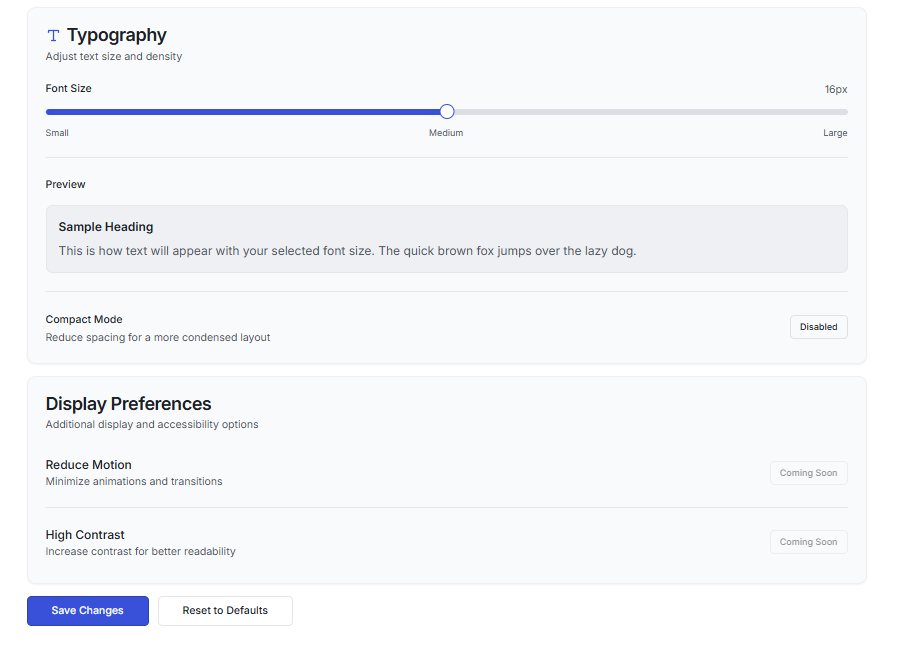 Typography
Adjust text size and density
Font Size
16px
Small
Medium
Large
Preview
Sample Heading
This is how text will appear with your selected font size. The quick brown fox jumps over the lazy dog.
Compact Mode
Reduce spacing for a more condensed layout
Disabled
Display Preferences
Additional display and accessibility options
Reduce Motion
Minimize animations and transitions
Coming Soon
High Contrast
Increase contrast for better readability
Coming Soon
Save Changes
Reset to Defaults